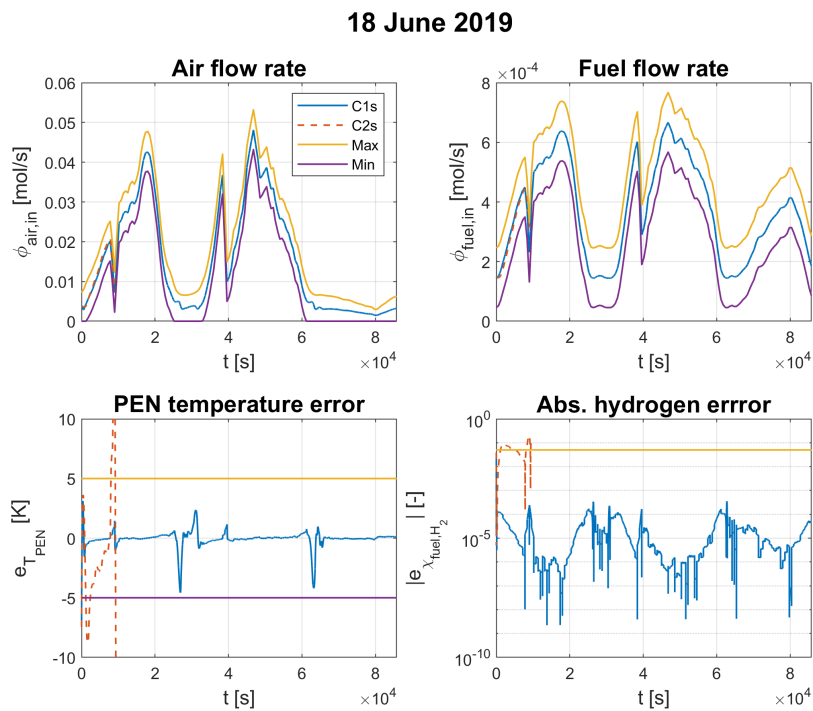 18 June 2019
Air flow rate
0.06
0.05
0.04
0.03
0.02
0.01
0
ϕair,in [mol/s]
C1s
C2s
Max
Min
0 2 4 6 8
t [s] ×10^4
Fuel flow rate
×10^-4
8
6
4
2
0
ϕfuel,in [mol/s]
0 2 4 6 8
t [s] ×10^4
PEN temperature error
10
5
0
-5
-10
eTPEN [K]
0 2 4 6 8
t [s] ×10^4
Abs. hydrogen errror
10^0
10^-5
10^-10
|eχfuel,H2 | [-]
0 2 4 6 8
t [s] ×10^4